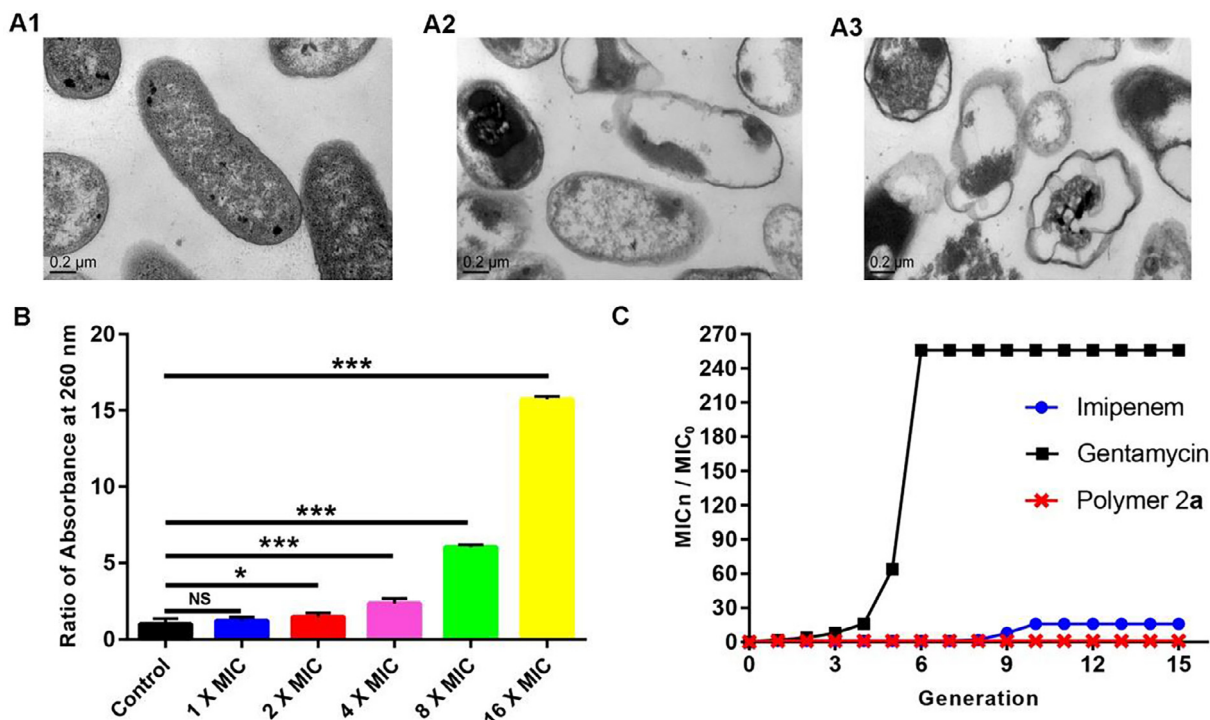 A1
A2
A3
0.2 µm
0.2 µm
0.2 µm
B
Ratio of Absorbance at 260 nm
20
15
10
5
0
***
***
***
*
NS
Control
1 X MIC
2 X MIC
4 X MIC
8 X MIC
16 X MIC
C
MICn / MIC₀
270
240
210
180
150
120
90
60
30
0
Imipenem
Gentamycin
Polymer 2a
0
3
6
9
12
15
Generation